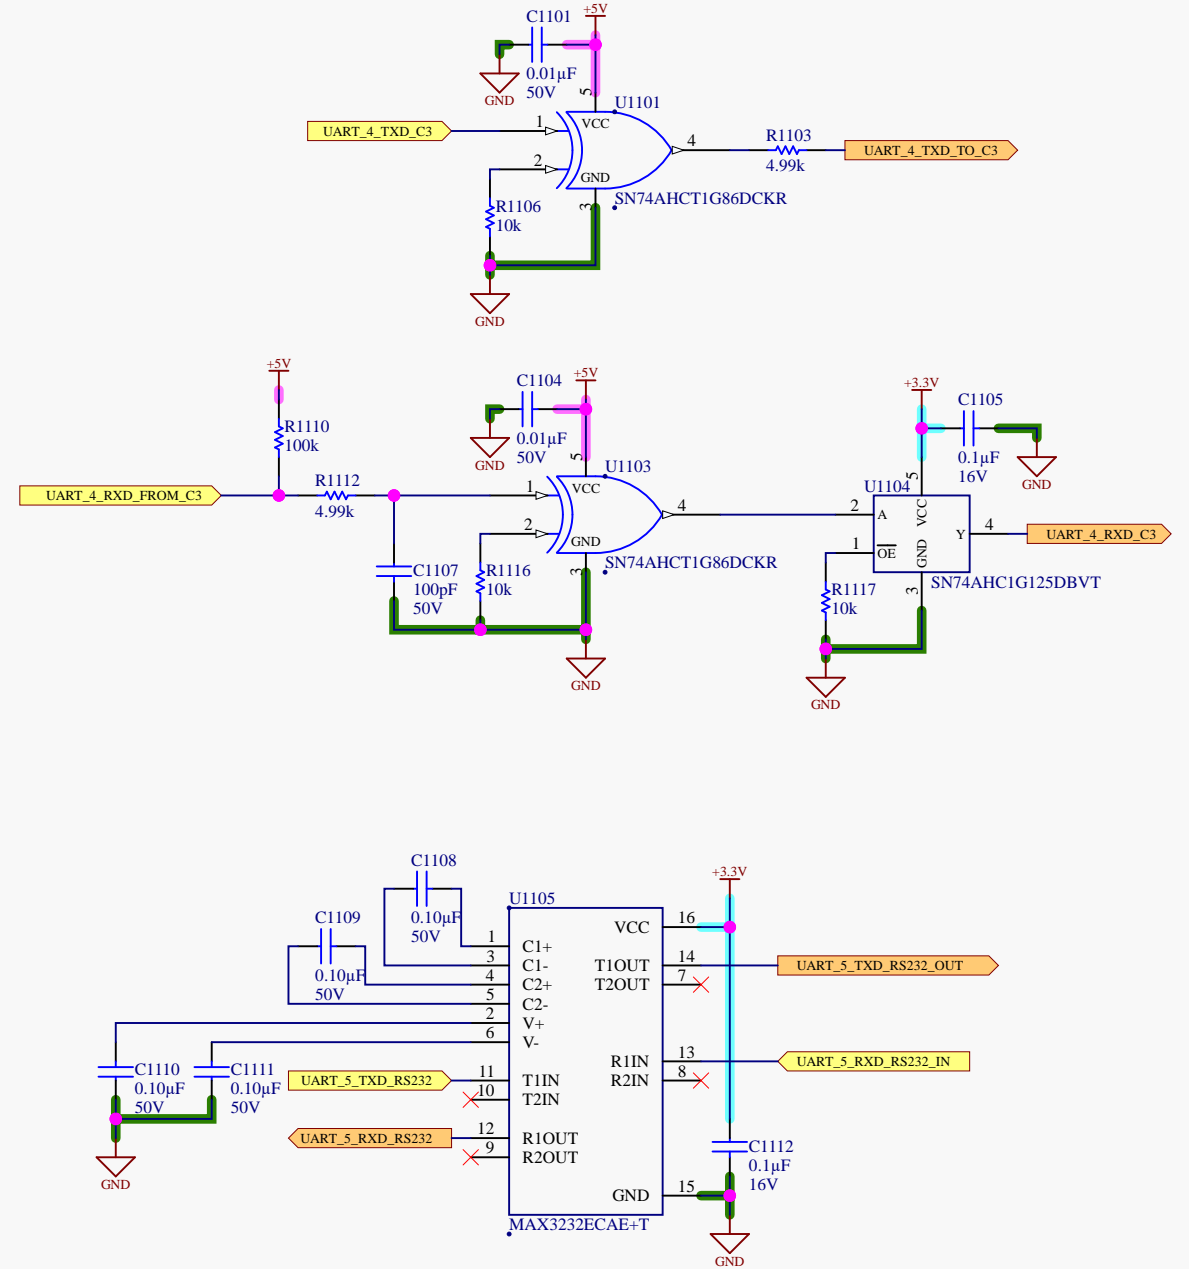 +5V
C1101
0.01µF
50V
GND
5
U1101
VCC
UART_4_TXD_C3
1
2
4
R1103
4.99k
UART_4_TXD_TO_C3
GND
3
SN74AHCT1G86DCKR
R1106
10k
GND
+5V
R1110
100k
C1104
+5V
0.01µF
50V
GND
5
U1103
VCC
+3.3V
C1105
0.1µF
16V
GND
5
U1104
UART_4_RXD_FROM_C3
R1112
4.99k
1
2
4
GND
3
SN74AHCT1G86DCKR
C1107
100pF
50V
R1116
10k
GND
2
A
VCC
1
OE
GND
Y
4
UART_4_RXD_C3
3
SN74AHC1G125DBVT
R1117
10k
GND
C1108
0.10µF
50V
C1109
0.10µF
50V
U1105
+3.3V
1
C1+
3
C1-
4
C2+
5
C2-
2
V+
6
V-
11
T1IN
10
T2IN
12
R1OUT
9
R2OUT
VCC
16
T1OUT
14
T2OUT
7
R1IN
13
R2IN
8
GND
15
UART_5_TXD_RS232_OUT
UART_5_RXD_RS232_IN
C1110
0.10µF
50V
C1111
0.10µF
50V
GND
UART_5_TXD_RS232
UART_5_RXD_RS232
C1112
0.1µF
16V
MAX3232ECAE+T
GND